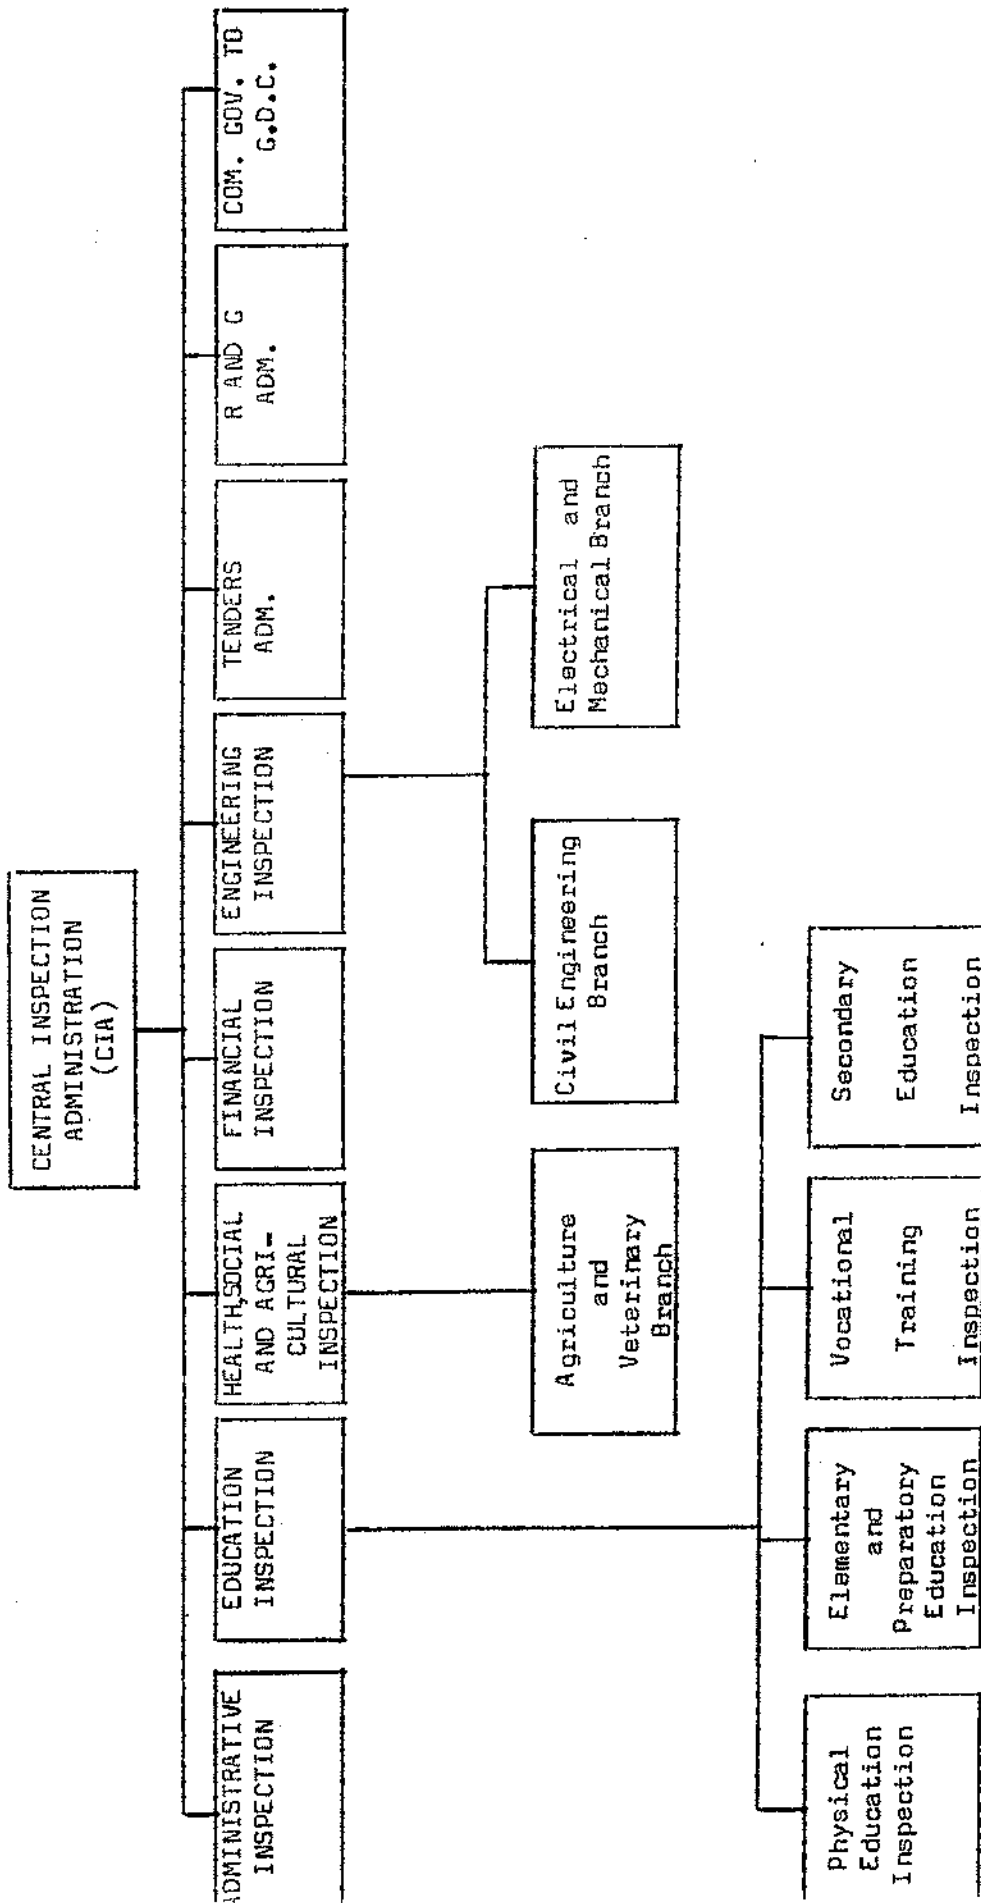 CENTRAL INSPECTION
ADMINISTRATION
(CIA)
ADMINISTRATIVE
INSPECTION
EDUCATION
INSPECTION
HEALTH,SOCIAL
AND AGRI-
CULTURAL
INSPECTION
FINANCIAL
INSPECTION
ENGINEERING
INSPECTION
TENDERS
ADM.
R AND G
ADM.
COM. GOV. TO
G.D.C.
Agriculture
and
Veterinary
Branch
Civil Engineering
Branch
Electrical and
Mechanical Branch
Physical
Education
Inspection
Elementary
and
Preparatory
Education
Inspection
Vocational
Training
Inspection
Secondary
Education
Inspection